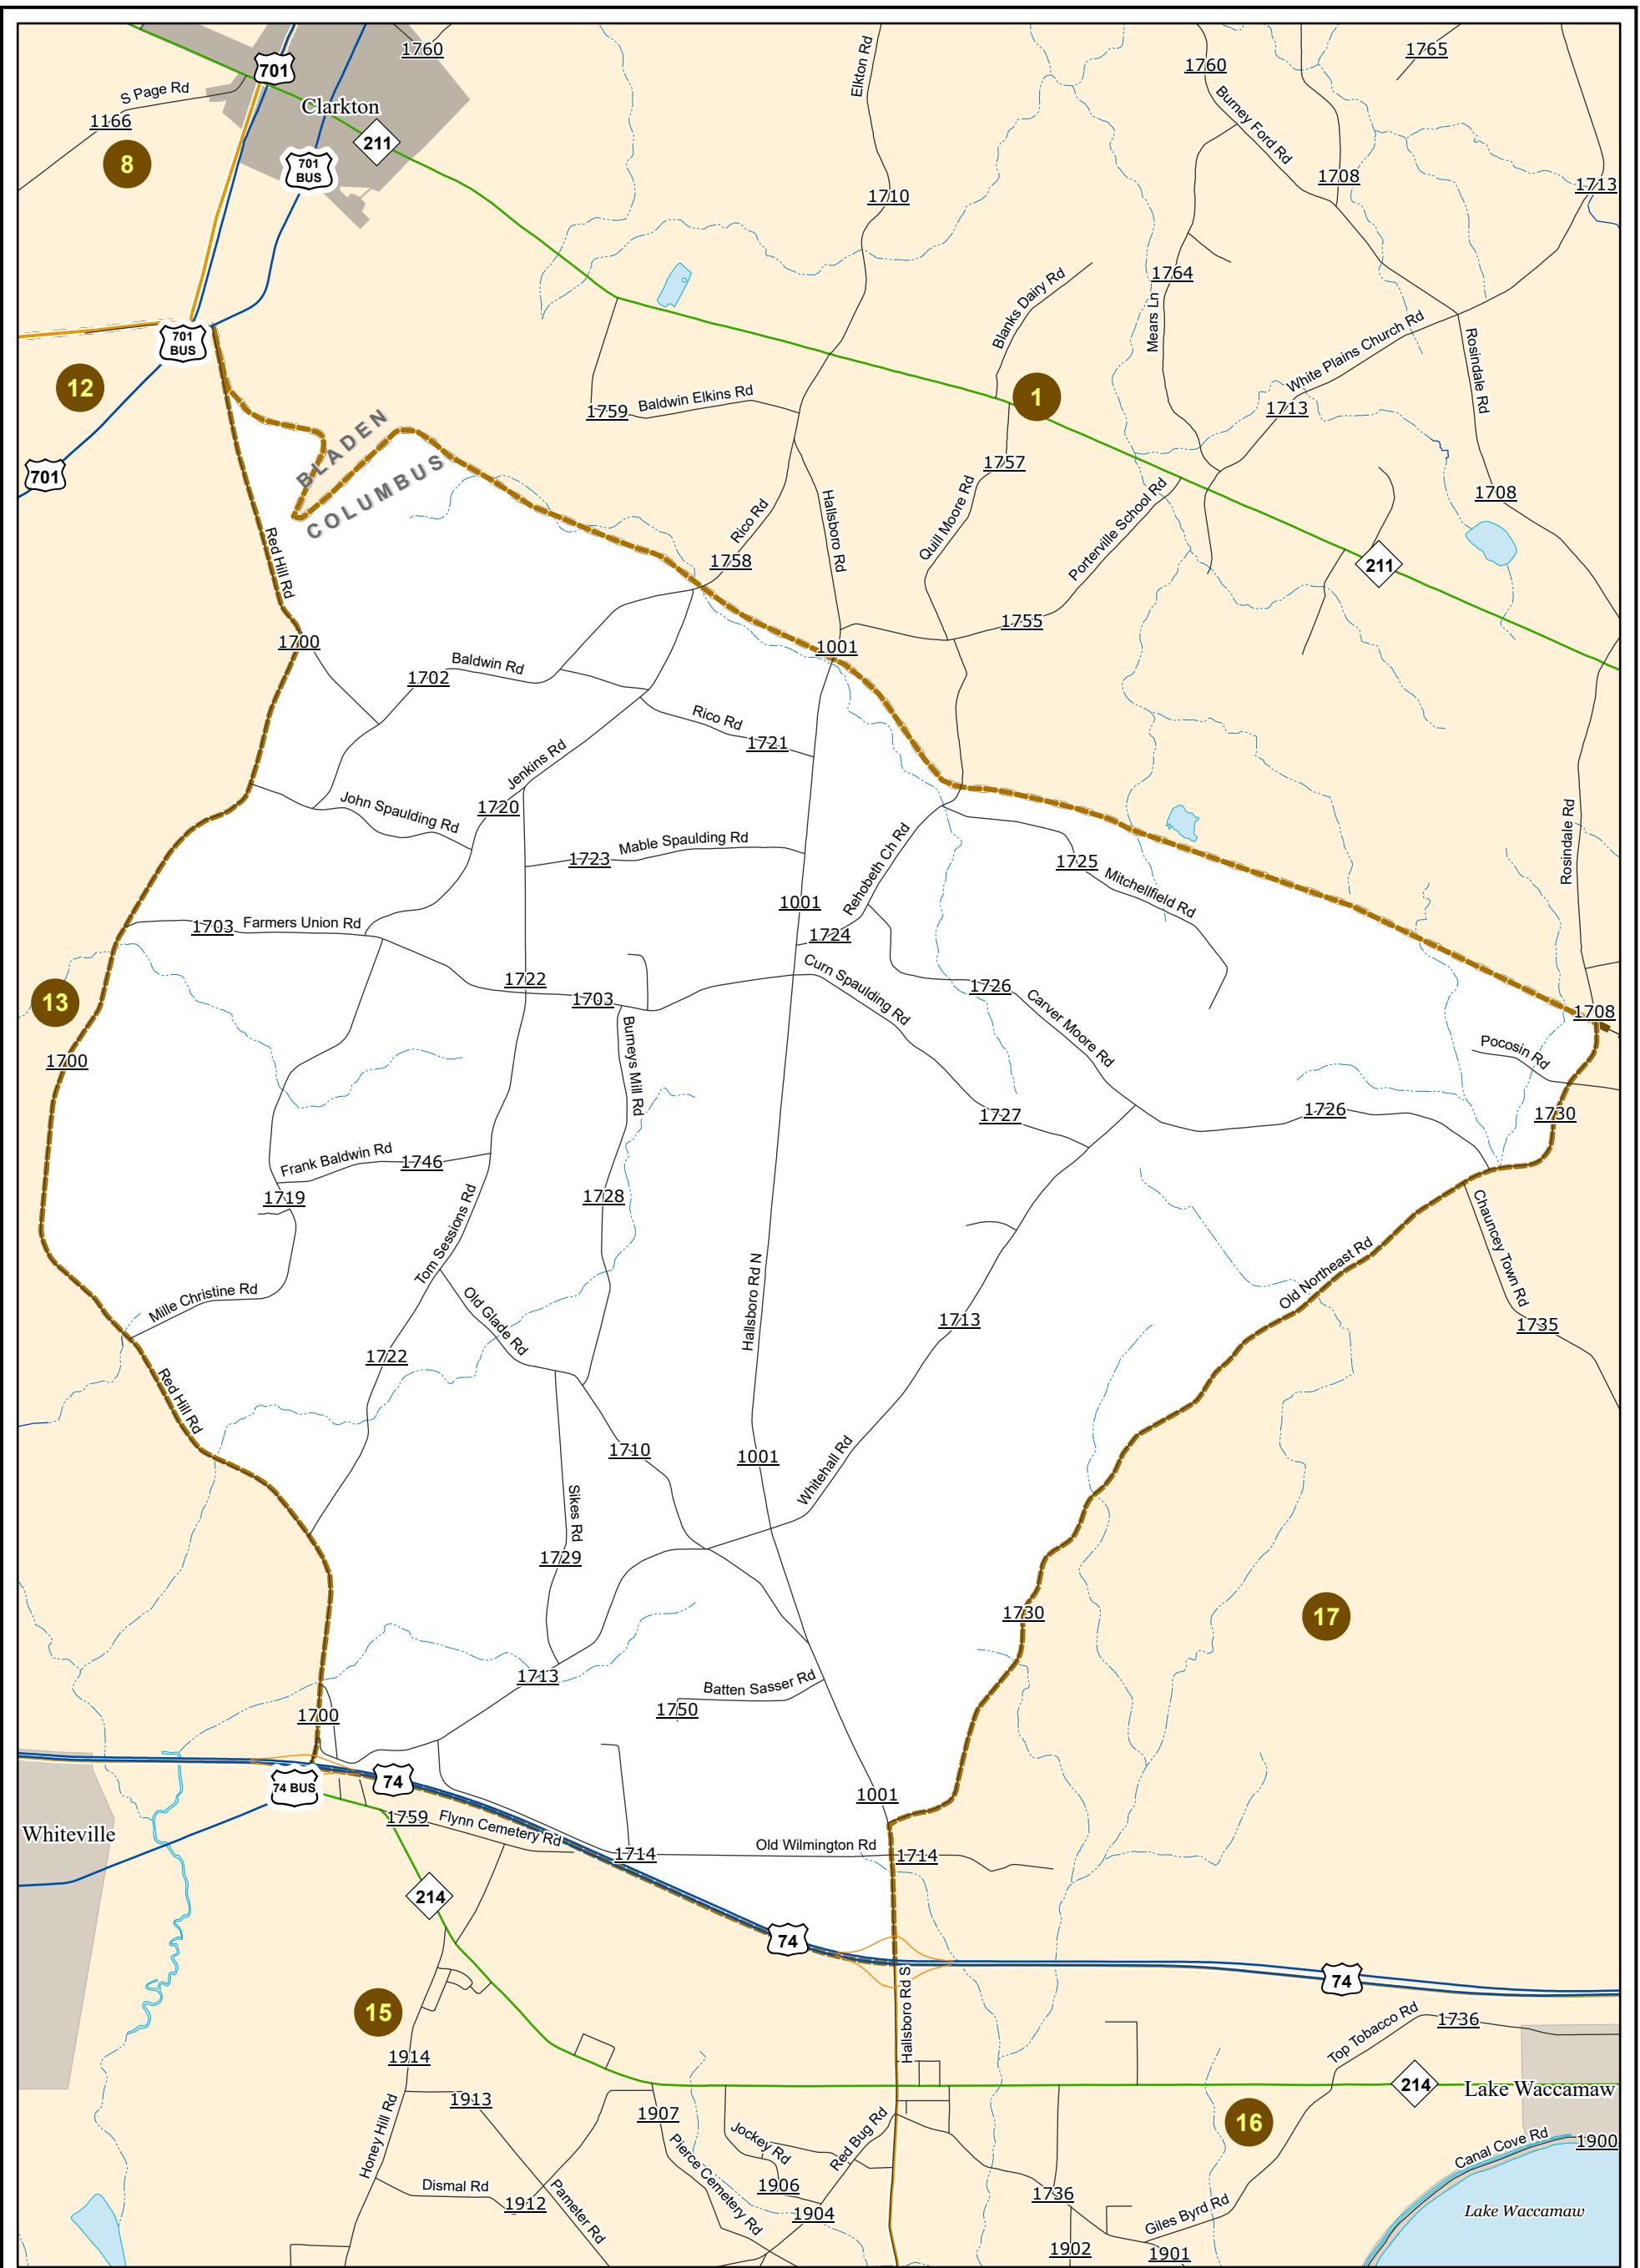 1760
1765
701
S Page Rd
1760
Elkton Rd
Clarkton
1166
Burney Ford Rd
211
8
701
BUS
1708
1713
1710
1764
Blanks Dairy Rd
Mears Ln
White Plains Church Rd
Rosindale Rd
701
BUS
12
1
1759
Baldwin Elkins Rd
1713
BLADEN
COLUMBUS
701
1757
1708
Rico Rd
Hallsboro Rd
Quill Moore Rd
Porterville School Rd
Red Hill Rd
1758
211
1755
1700
1001
Baldwin Rd
1702
Rico Rd
1721
Jenkins Rd
1720
John Spaulding Rd
Mable Spaulding Rd
1723
Rehobeth Ch Rd
1725
Mitchellfield Rd
Rosindale Rd
1001
1703
Farmers Union Rd
1724
Curn Spaulding Rd
1722
1703
1726
Carver Moore Rd
13
1708
Burneys Mill Rd
Pocosin Rd
1700
1727
1726
1730
Frank Baldwin Rd
1746
1719
1728
Tom Sessions Rd
Chauncey Town Rd
Old Northeast Rd
Mille Christine Rd
Old Glade Rd
Hallsboro Rd N
1713
1735
1722
Red Hill Rd
1710
1001
Whitehall Rd
Sikes Rd
1729
1730
17
1713
Batten Sasser Rd
1750
1700
74
74 BUS
1001
1759
Flynn Cemetery Rd
Whiteville
1714
Old Wilmington Rd
1714
214
74
74
Hallsboro Rd S
15
Top Tobacco Rd
1736
1914
214
Lake Waccamaw
1913
1907
16
Honey Hill Rd
Jockey Rd
Red Bug Rd
Pierce Cemetery Rd
Canal Cove Rd
1900
Dismal Rd
1906
1912
Pameter Rd
1736
1904
Giles Byrd Rd
Lake Waccamaw
1902
1901